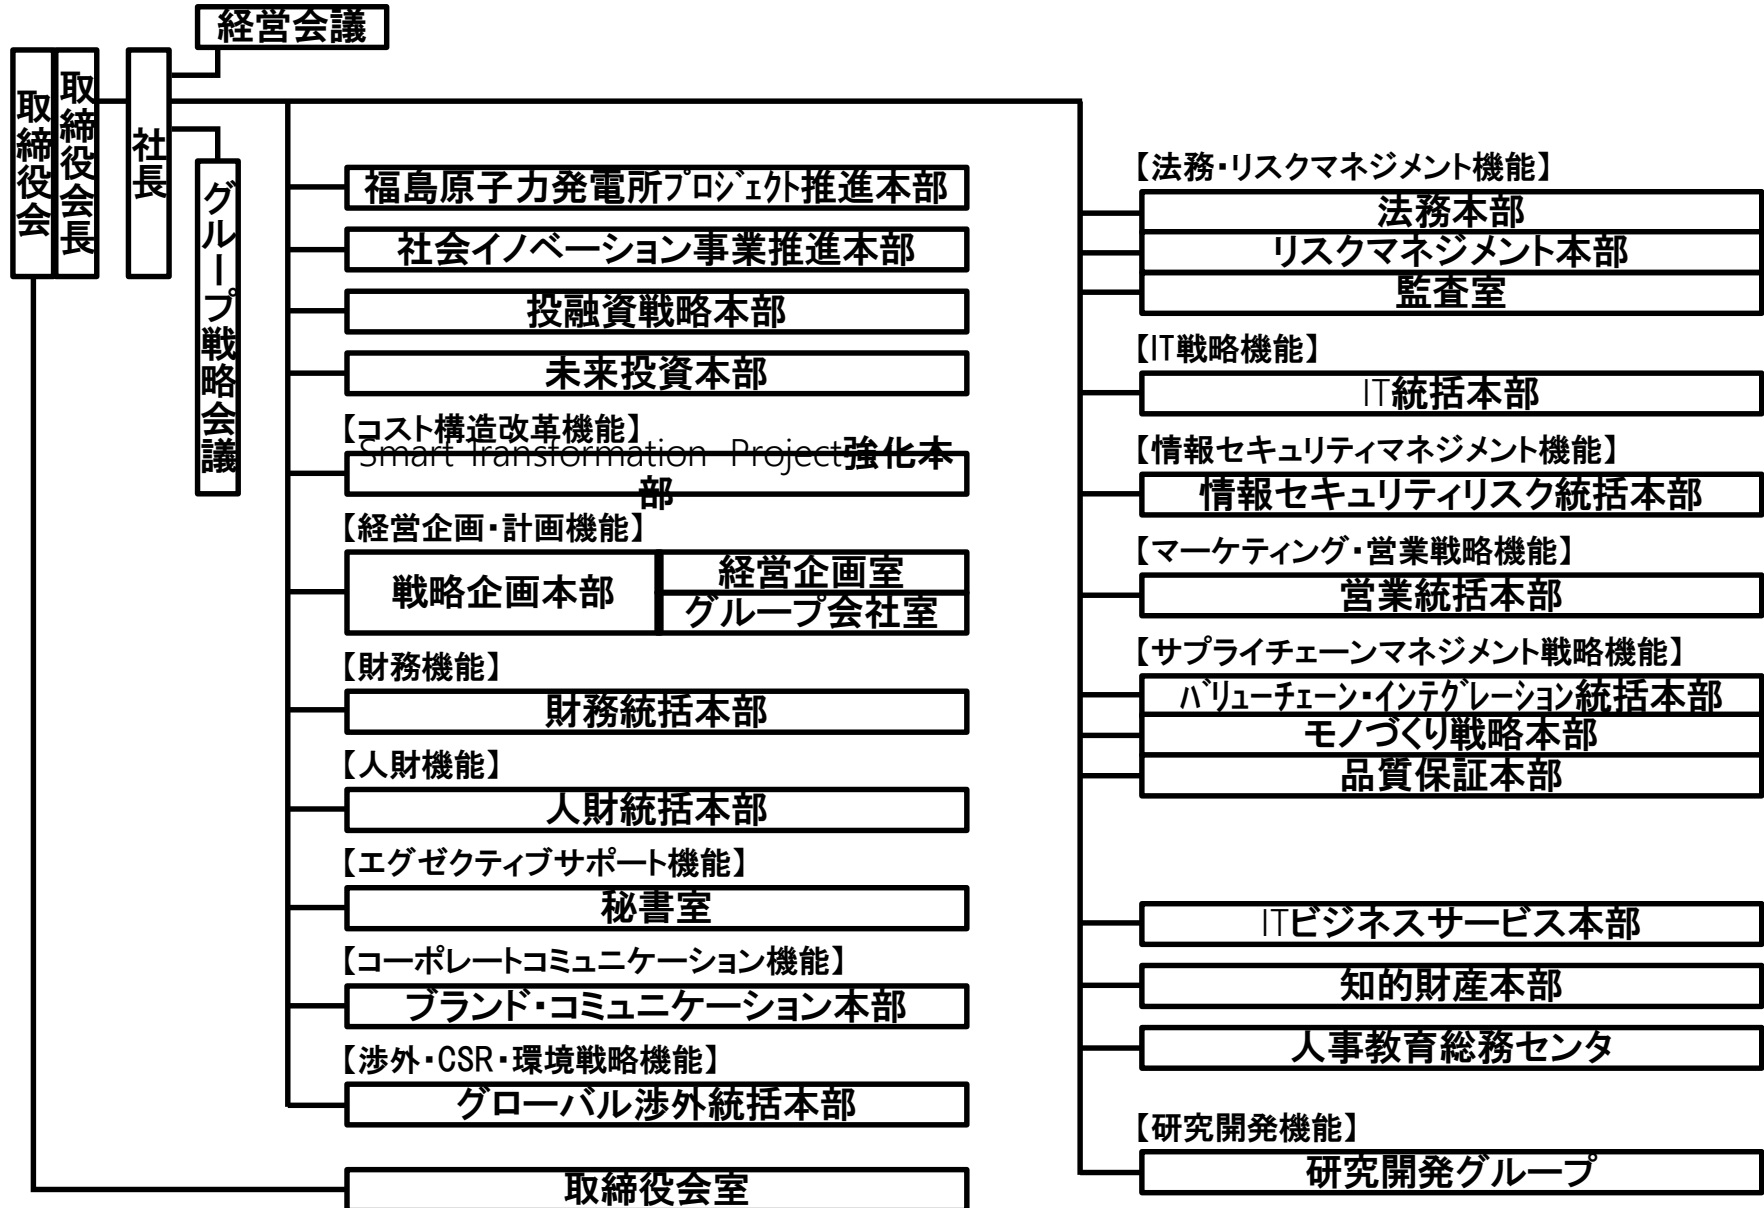 経営会議
取締役会
取締役会長
社長
グループ戦略会議
福島原子力発電所プロジェクト推進本部
社会イノベーション事業推進本部
投融資戦略本部
未来投資本部
【コスト構造改革機能】
Smart Transformation Project強化本
部
【経営企画・計画機能】
戦略企画本部
経営企画室
グループ会社室
【財務機能】
財務統括本部
【人財機能】
人財統括本部
【エグゼクティブサポート機能】
秘書室
【コーポレートコミュニケーション機能】
ブランド・コミュニケーション本部
【渉外・CSR・環境戦略機能】
グローバル渉外統括本部
取締役会室
【法務・リスクマネジメント機能】
法務本部
リスクマネジメント本部
監査室
【IT戦略機能】
IT統括本部
【情報セキュリティマネジメント機能】
情報セキュリティリスク統括本部
【マーケティング・営業戦略機能】
営業統括本部
【サプライチェーンマネジメント戦略機能】
バリューチェーン・インテグレーション統括本部
モノづくり戦略本部
品質保証本部
ITビジネスサービス本部
知的財産本部
人事教育総務センタ
【研究開発機能】
研究開発グループ